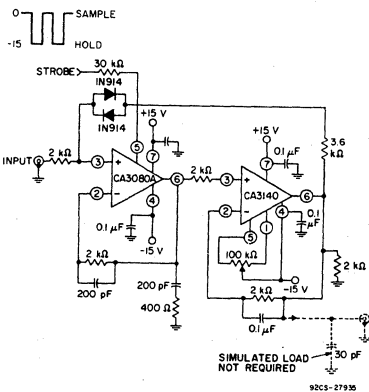 0 SAMPLE
-15 HOLD
30 kΩ
STROBE
1N914
1N914
+15 V
+15 V
0.1 µF
3.6 kΩ
2 kΩ
INPUT
5
7
3
CA3080A
6
2 kΩ
3
CA3140
7
6
2
4
2
4
5
1
0.1 µF
0.1 µF
-15 V
100 kΩ
-15 V
2 kΩ
2 kΩ
200 pF
200 pF
2 kΩ
0.1 µF
400 Ω
30 pF
SIMULATED LOAD
NOT REQUIRED
92CS-27935